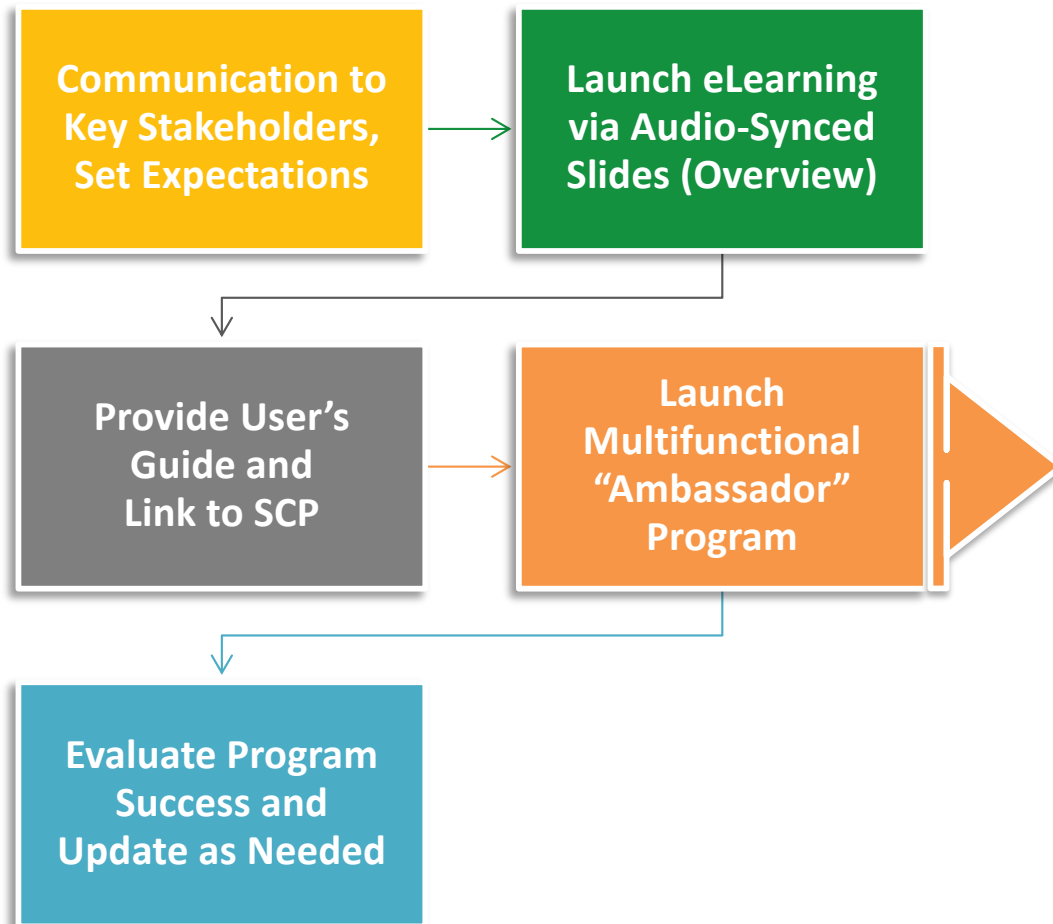 Communication to
Key Stakeholders,
Set Expectations
Launch eLearning
via Audio-Synced
Slides (Overview)
Provide User’s
Guide and
Link to SCP
Launch
Multifunctional
“Ambassador”
Program
Evaluate Program
Success and
Update as Needed